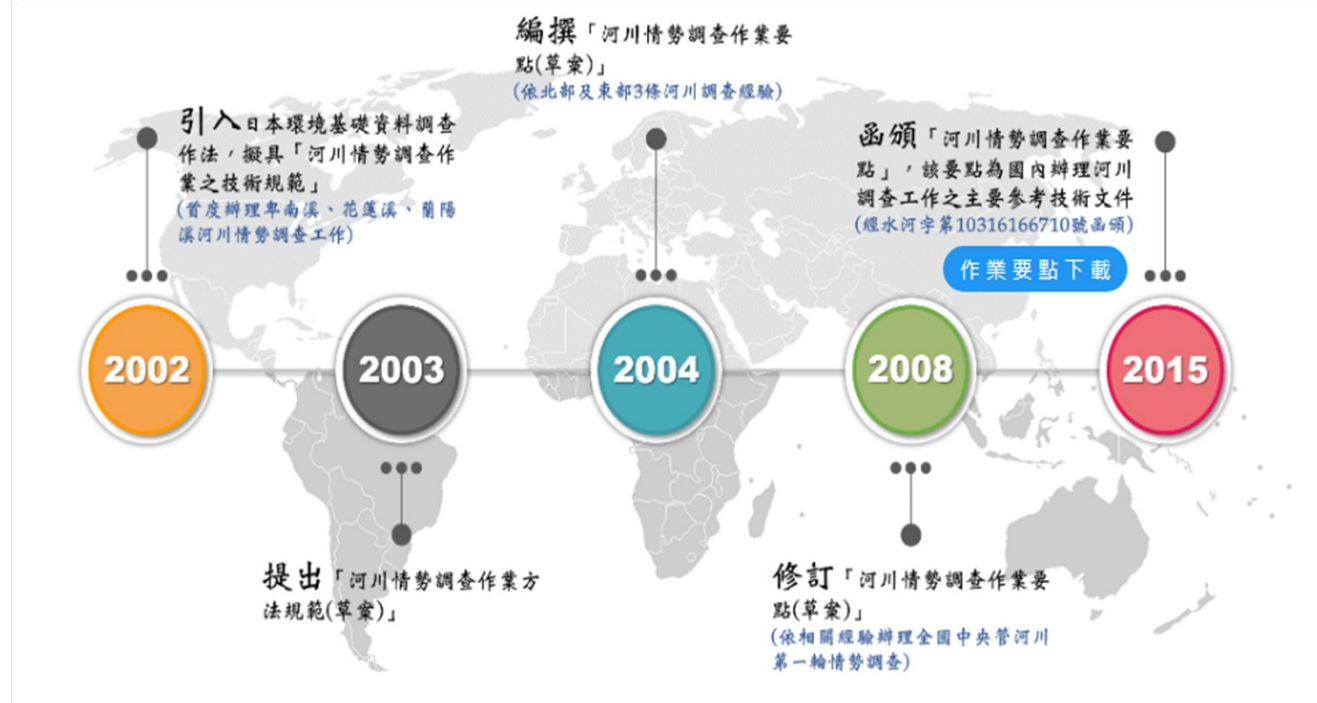 編撰「河川情勢調查作業要
點(草案)」
(依北部及東部3條河川調查經驗)
引入日本環境基礎資料調查
作法，擬具「河川情勢調查作
業之技術規範」
(首度辦理卑南溪、花蓮溪、蘭陽
溪河川情勢調查工作)
函頒「河川情勢調查作業要
點」，該要點為國內辦理河川
調查工作之主要參考技術文件
(經水河字第10316166710號函頒)
作業要點下載
2002
2003
2004
2008
2015
提出「河川情勢調查作業方
法規範(草案)」
修訂「河川情勢調查作業要
點(草案)」
(依相關經驗辦理全國中央管河川
第一輪情勢調查)